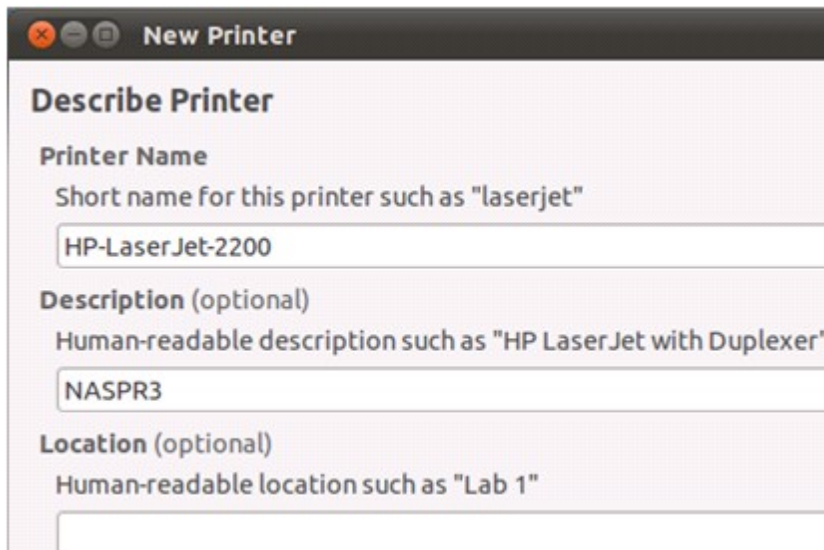 New Printer
Describe Printer
Printer Name
Short name for this printer such as "laserjet"
HP-LaserJet-2200
Description (optional)
Human-readable description such as "HP LaserJet with Duplexer"
NASPR3
Location (optional)
Human-readable location such as "Lab 1"